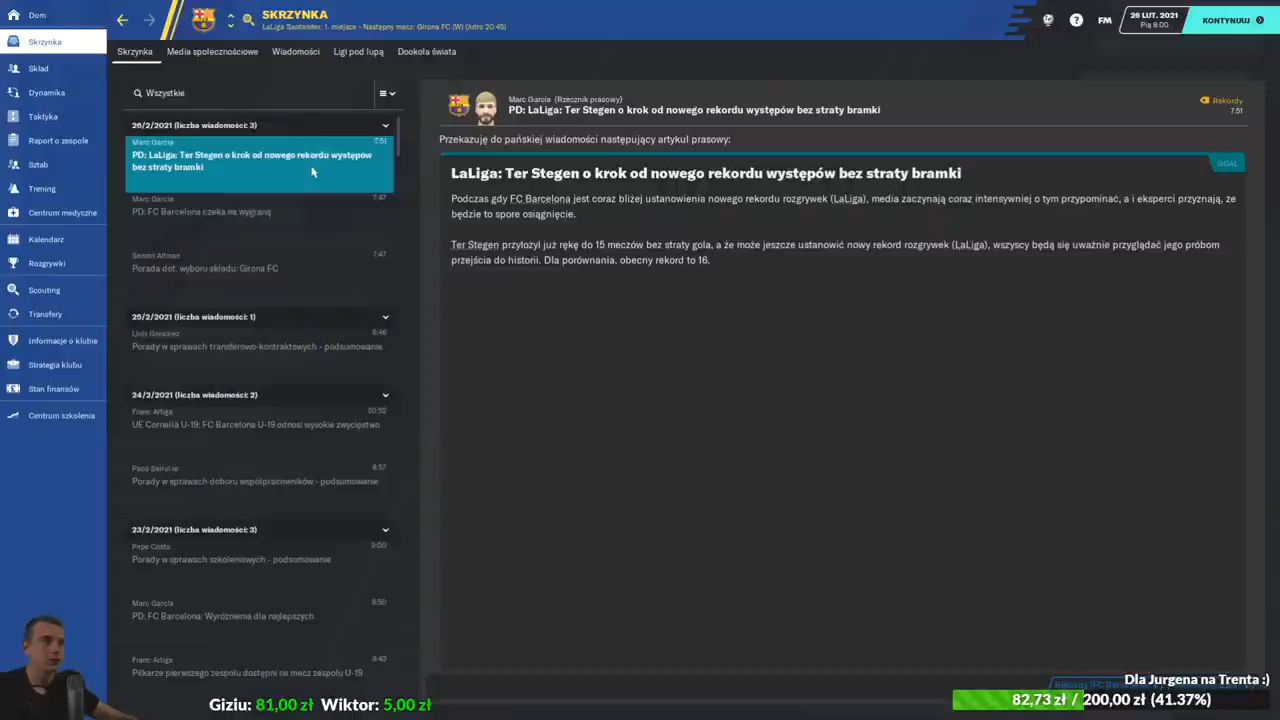 Dom
Skrzynka
Skład
Dynamika
Taktyka
Raport o zespole
Sztab
Trening
Centrum medyczne
Kalendarz
Rozgrywki
Scouting
Transfery
Informacje o klubie
Strategia klubu
Stan finansów
Centrum szkolenia
SKRZYNKA
LaLiga Santander: 1. miejsce - Następny mecz: Girona FC (W) (Jutro 20:45)
FM
26 LUT. 2021
Pią 8:00
KONTYNUUJ
Skrzynka Media społecznościowe Wiadomości Ligi pod lupą Dookoła świata
Wszystkie
26/2/2021 (liczba wiadomości: 3)
Marc García 7:51
PD: LaLiga: Ter Stegen o krok od nowego rekordu występów
bez straty bramki
Marc García 7:47
PD: FC Barcelona czeka na wygraną
7:47
Porada dot. wyboru składu: Girona FC
25/2/2021 (liczba wiadomości: 1)
8:46
Porady w sprawach transferowo-kontraktowych - podsumowanie
24/2/2021 (liczba wiadomości: 2)
Franc Artiga 20:52
UE Cornellà U-19: FC Barcelona U-19 odnosi wysokie zwycięstwo
8:57
Porady w sprawach doboru współpracowników - podsumowanie
23/2/2021 (liczba wiadomości: 3)
Pepe Costa 9:00
Porady w sprawach szkoleniowych - podsumowanie
Marc García 8:50
PD: FC Barcelona: Wyróżnienia dla najlepszych
Franc Artiga 8:43
Piłkarze pierwszego zespołu dostępni na mecz zespołu U-19
Marc García (Rzecznik prasowy)
PD: LaLiga: Ter Stegen o krok od nowego rekordu występów bez straty bramki
Rekordy
7:51
Przekazuję do pańskiej wiadomości następujący artykuł prasowy:
GOAL
LaLiga: Ter Stegen o krok od nowego rekordu występów bez straty bramki
Podczas gdy FC Barcelona jest coraz bliżej ustanowienia nowego rekordu rozgrywek (LaLiga), media zaczynają coraz intensywniej o tym przypominać, a i eksperci przyznają, że
będzie to spore osiągnięcie.
Ter Stegen przyłożył już rękę do 15 meczów bez straty gola, a że może jeszcze ustanowić nowy rekord rozgrywek (LaLiga), wszyscy będą się uważnie przyglądać jego próbom
przejścia do historii. Dla porównania, obecny rekord to 16.
Dla Jurgena na Trenta :)
82,73 zł / 200,00 zł (41.37%)
Giziu: 81,00 zł Wiktor: 5,00 zł